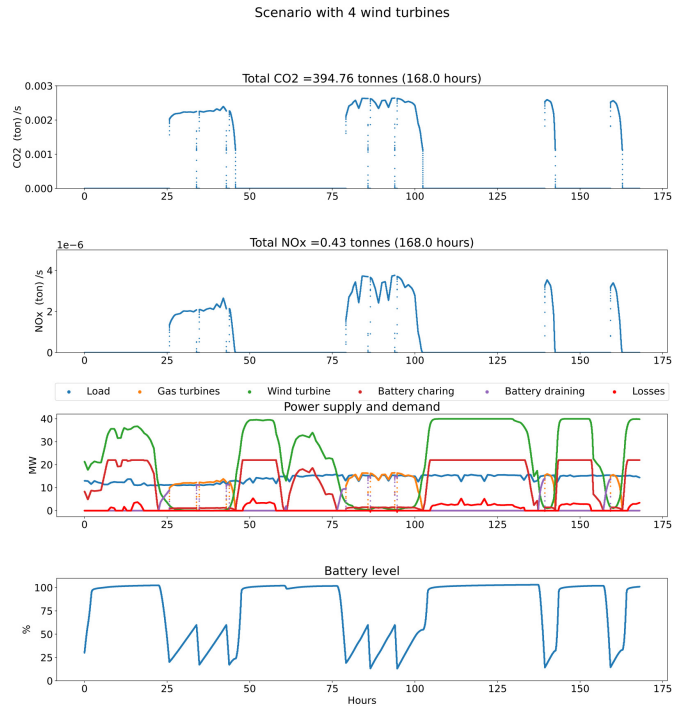 Scenario with 4 wind turbines
Total CO2 =394.76 tonnes (168.0 hours)
CO2 (ton) /s
0.003
0.002
0.001
0.000
0 25 50 75 100 125 150 175
Total NOx =0.43 tonnes (168.0 hours)
1e−6
NOx (ton) /s
4
2
0
0 25 50 75 100 125 150 175
Load Gas turbines Wind turbine Battery charing Battery draining Losses
Power supply and demand
MW
40
30
20
10
0
0 25 50 75 100 125 150 175
Battery level
%
100
75
50
25
0
0 25 50 75 100 125 150 175
Hours